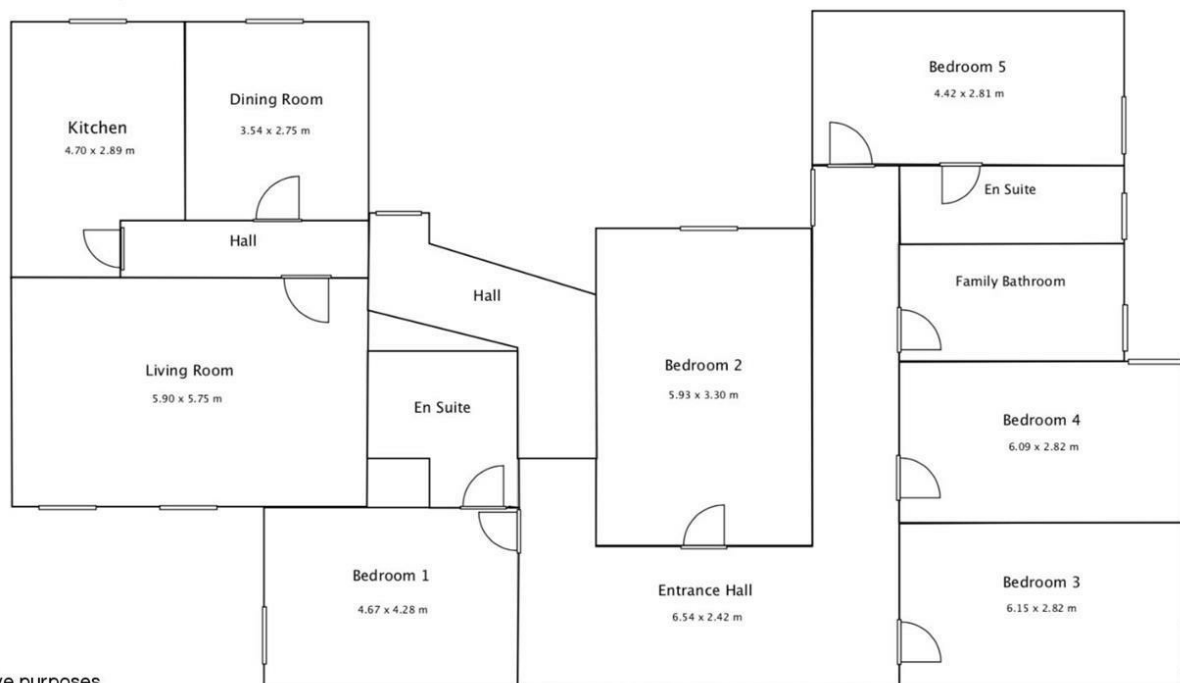 Kitchen
4.70 x 2.89 m
Dining Room
3.54 x 2.75 m
Hall
Living Room
5.90 x 5.75 m
Hall
En Suite
Bedroom 1
4.67 x 4.28 m
Bedroom 2
5.93 x 3.30 m
Entrance Hall
6.54 x 2.42 m
Bedroom 5
4.42 x 2.81 m
En Suite
Family Bathroom
Bedroom 4
6.09 x 2.82 m
Bedroom 3
6.15 x 2.82 m
purposes